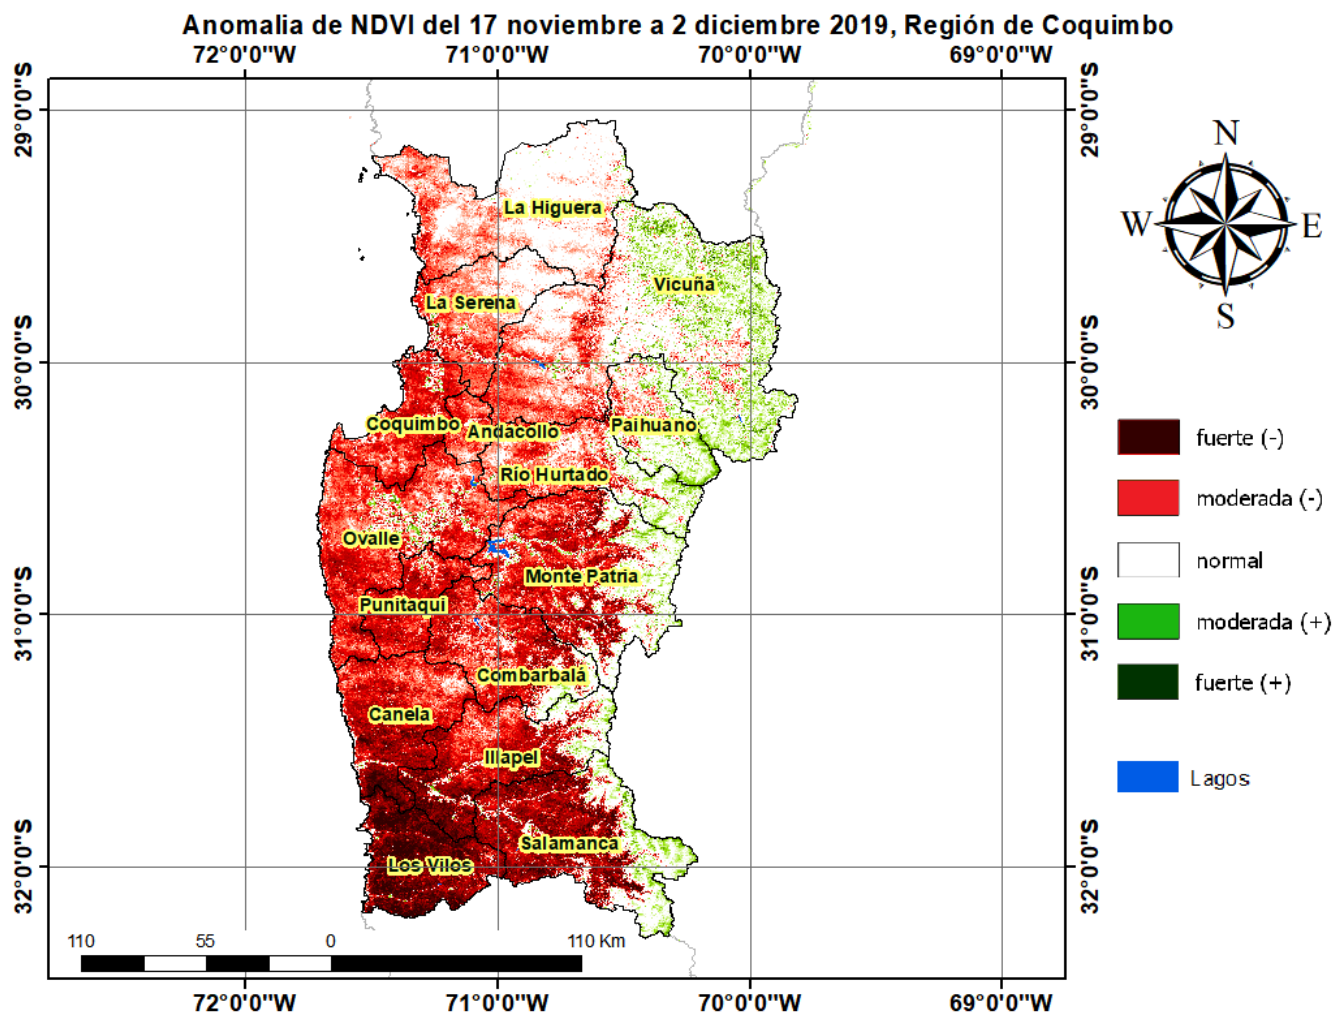 Anomalia de NDVI del 17 noviembre a 2 diciembre 2019, Región de Coquimbo
72°0'0"W 71°0'0"W 70°0'0"W 69°0'0"W
29°0'0"S 29°0'0"S
N
W E
S
La Higuera
Vicuña
La Serena
30°0'0"S 30°0'0"S
Coquimbo Andacollo Paihuano
fuerte (-)
Río Hurtado
moderada (-)
Ovalle
normal
Monte Patria
Punitaqui
31°0'0"S 31°0'0"S
moderada (+)
Combarbalá
fuerte (+)
Canela
Illapel
Lagos
Salamanca
Los Vilos
32°0'0"S 32°0'0"S
110 55 0 110 Km
72°0'0"W 71°0'0"W 70°0'0"W 69°0'0"W